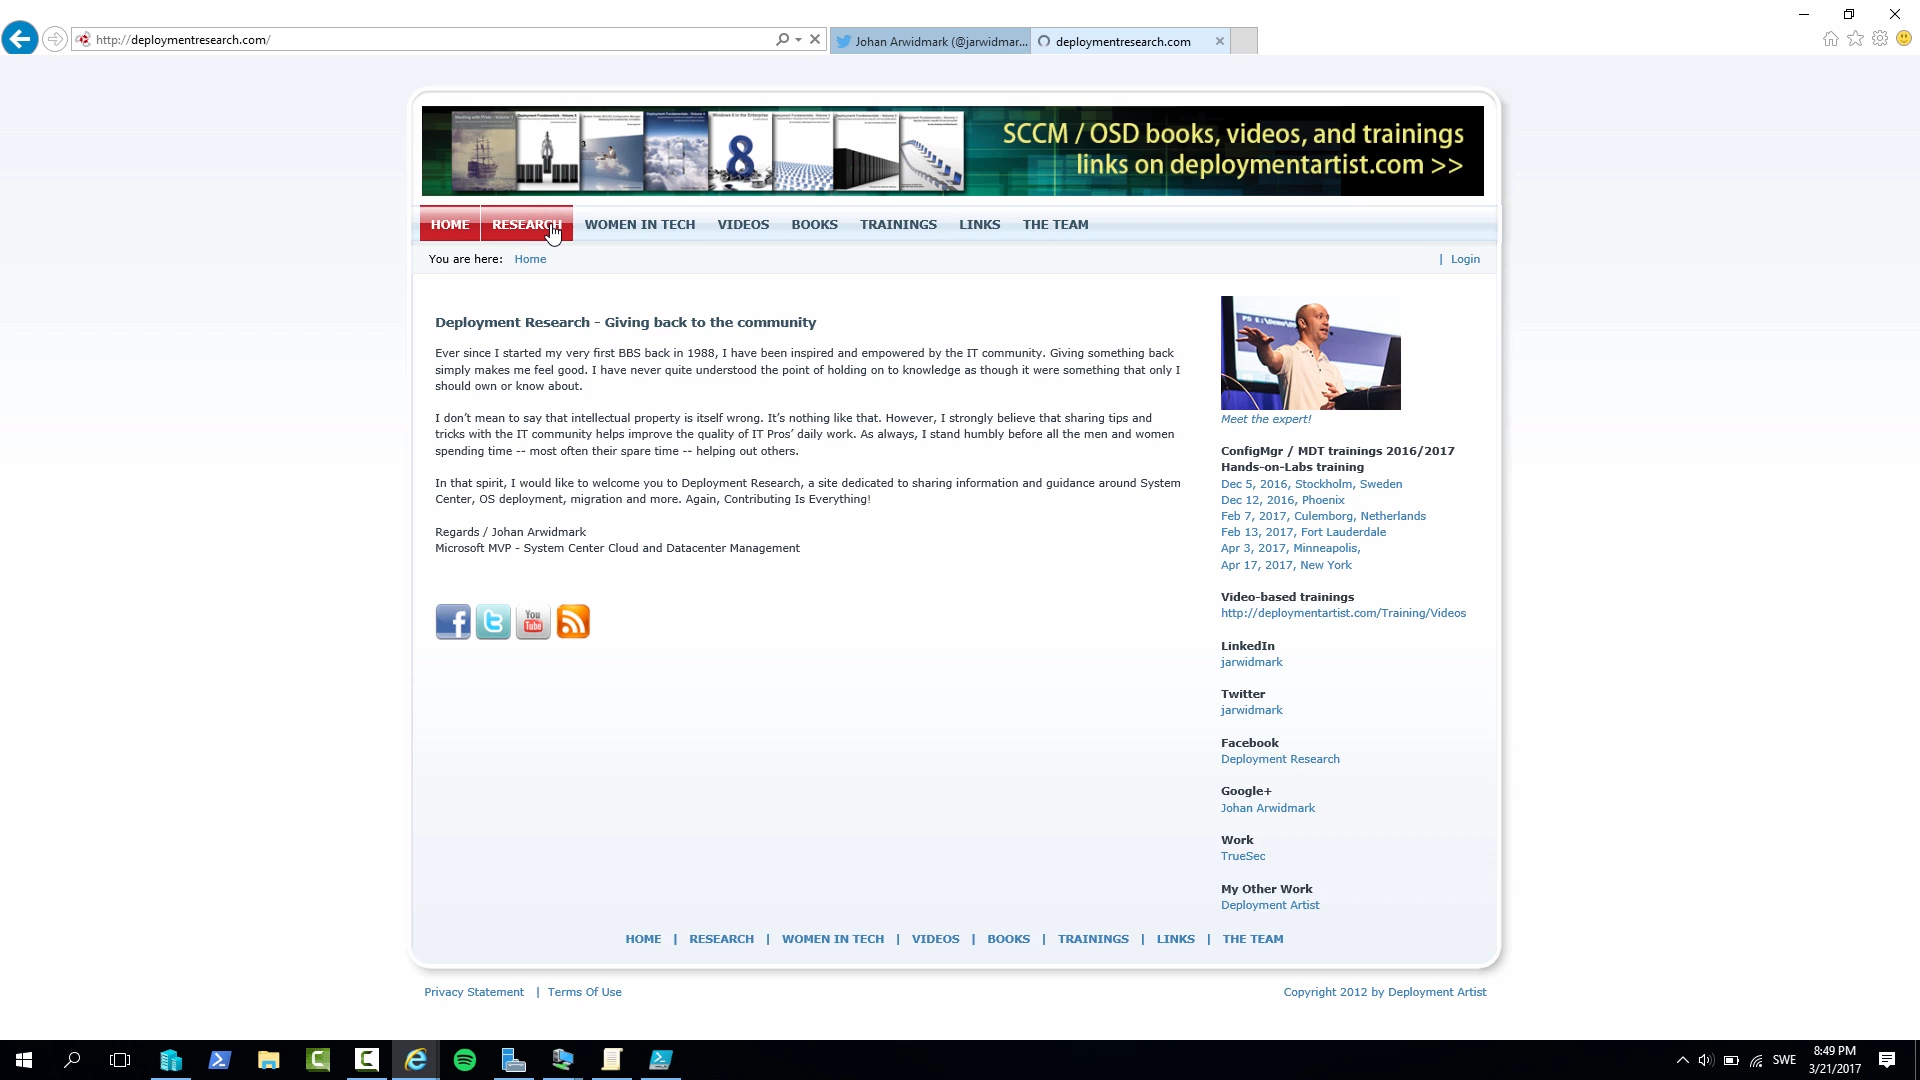 http://deploymentresearch.com/
Johan Arwidmark (@jarwidmar...
deploymentresearch.com
SCCM / OSD books, videos, and trainings
links on deploymentartist.com >>
HOME
RESEARCH
WOMEN IN TECH
VIDEOS
BOOKS
TRAININGS
LINKS
THE TEAM
You are here: Home
| Login
Deployment Research - Giving back to the community
Ever since I started my very first BBS back in 1988, I have been inspired and empowered by the IT community. Giving something back
simply makes me feel good. I have never quite understood the point of holding on to knowledge as though it were something that only I
should own or know about.
I don’t mean to say that intellectual property is itself wrong. It’s nothing like that. However, I strongly believe that sharing tips and
tricks with the IT community helps improve the quality of IT Pros’ daily work. As always, I stand humbly before all the men and women
spending time -- most often their spare time -- helping out others.
In that spirit, I would like to welcome you to Deployment Research, a site dedicated to sharing information and guidance around System
Center, OS deployment, migration and more. Again, Contributing Is Everything!
Regards / Johan Arwidmark
Microsoft MVP - System Center Cloud and Datacenter Management
You
Tube
Meet the expert!
ConfigMgr / MDT trainings 2016/2017
Hands-on-Labs training
Dec 5, 2016, Stockholm, Sweden
Dec 12, 2016, Phoenix
Feb 7, 2017, Culemborg, Netherlands
Feb 13, 2017, Fort Lauderdale
Apr 3, 2017, Minneapolis,
Apr 17, 2017, New York
Video-based trainings
http://deploymentartist.com/Training/Videos
LinkedIn
jarwidmark
Twitter
jarwidmark
Facebook
Deployment Research
Google+
Johan Arwidmark
Work
TrueSec
My Other Work
Deployment Artist
HOME | RESEARCH | WOMEN IN TECH | VIDEOS | BOOKS | TRAININGS | LINKS | THE TEAM
Privacy Statement | Terms Of Use
Copyright 2012 by Deployment Artist
SWE
8:49 PM
3/21/2017